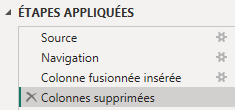 ÉTAPES APPLIQUÉES
Source
Navigation
Colonne fusionnée insérée
Colonnes supprimées